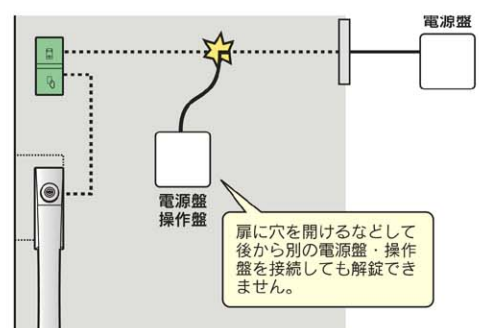 電源盤
電源盤
操作盤
扉に穴を開けるなどして
後から別の電源盤・操作
盤を接続しても解錠でき
ません。